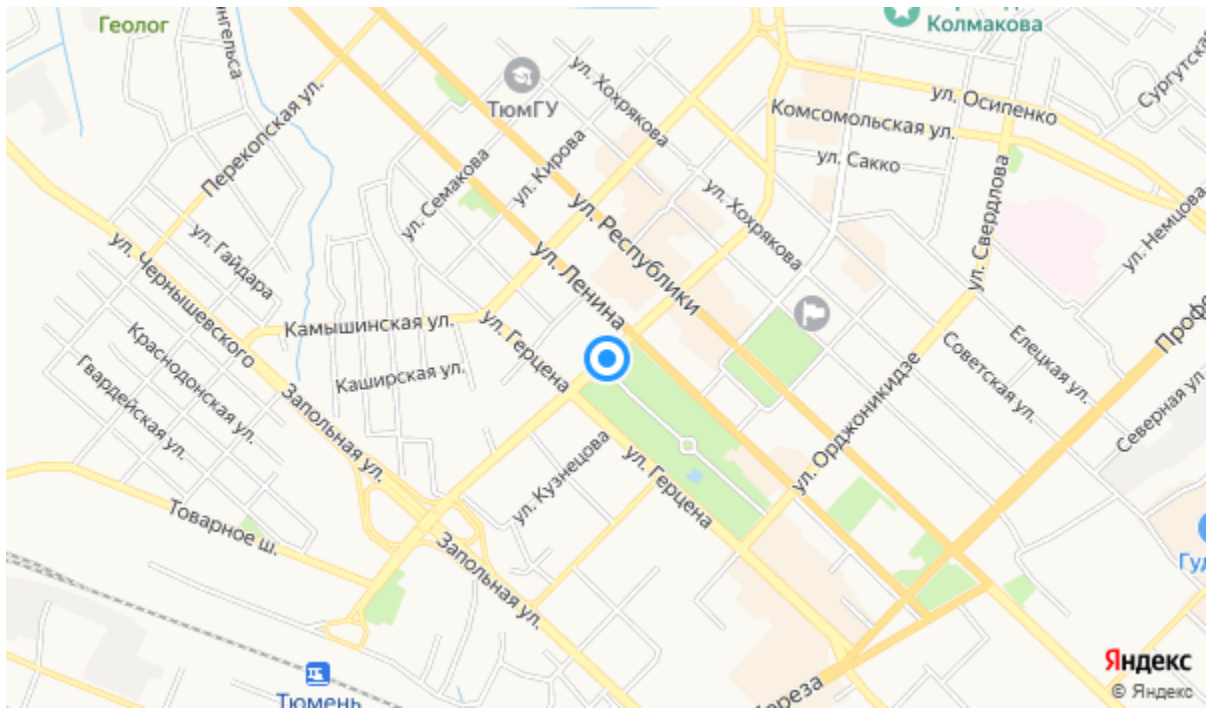 Геолог
Колмакова
Сургутская
ул. Хохрякова
ТюмГУ
ул. Осипенко
Комсомольская ул.
ул. Сакко
Перекопская ул.
ул. Семакова
ул. Кирова
ул. Хохрякова
ул. Свердлова
ул. Немцова
ул. Гайдара
ул. Республики
ул. Ленина
ул. Чернышевского
Камышинская ул.
ул. Герцена
Каширская ул.
Краснодонская ул.
Гвардейская ул.
Запольная ул.
Советская ул.
Елецкая ул.
Северная ул.
ул. Орджоникидзе
ул. Кузнецова
ул. Герцена
Товарное ш.
Запольная ул.
Тюмень
Яндекс
© Яндекс